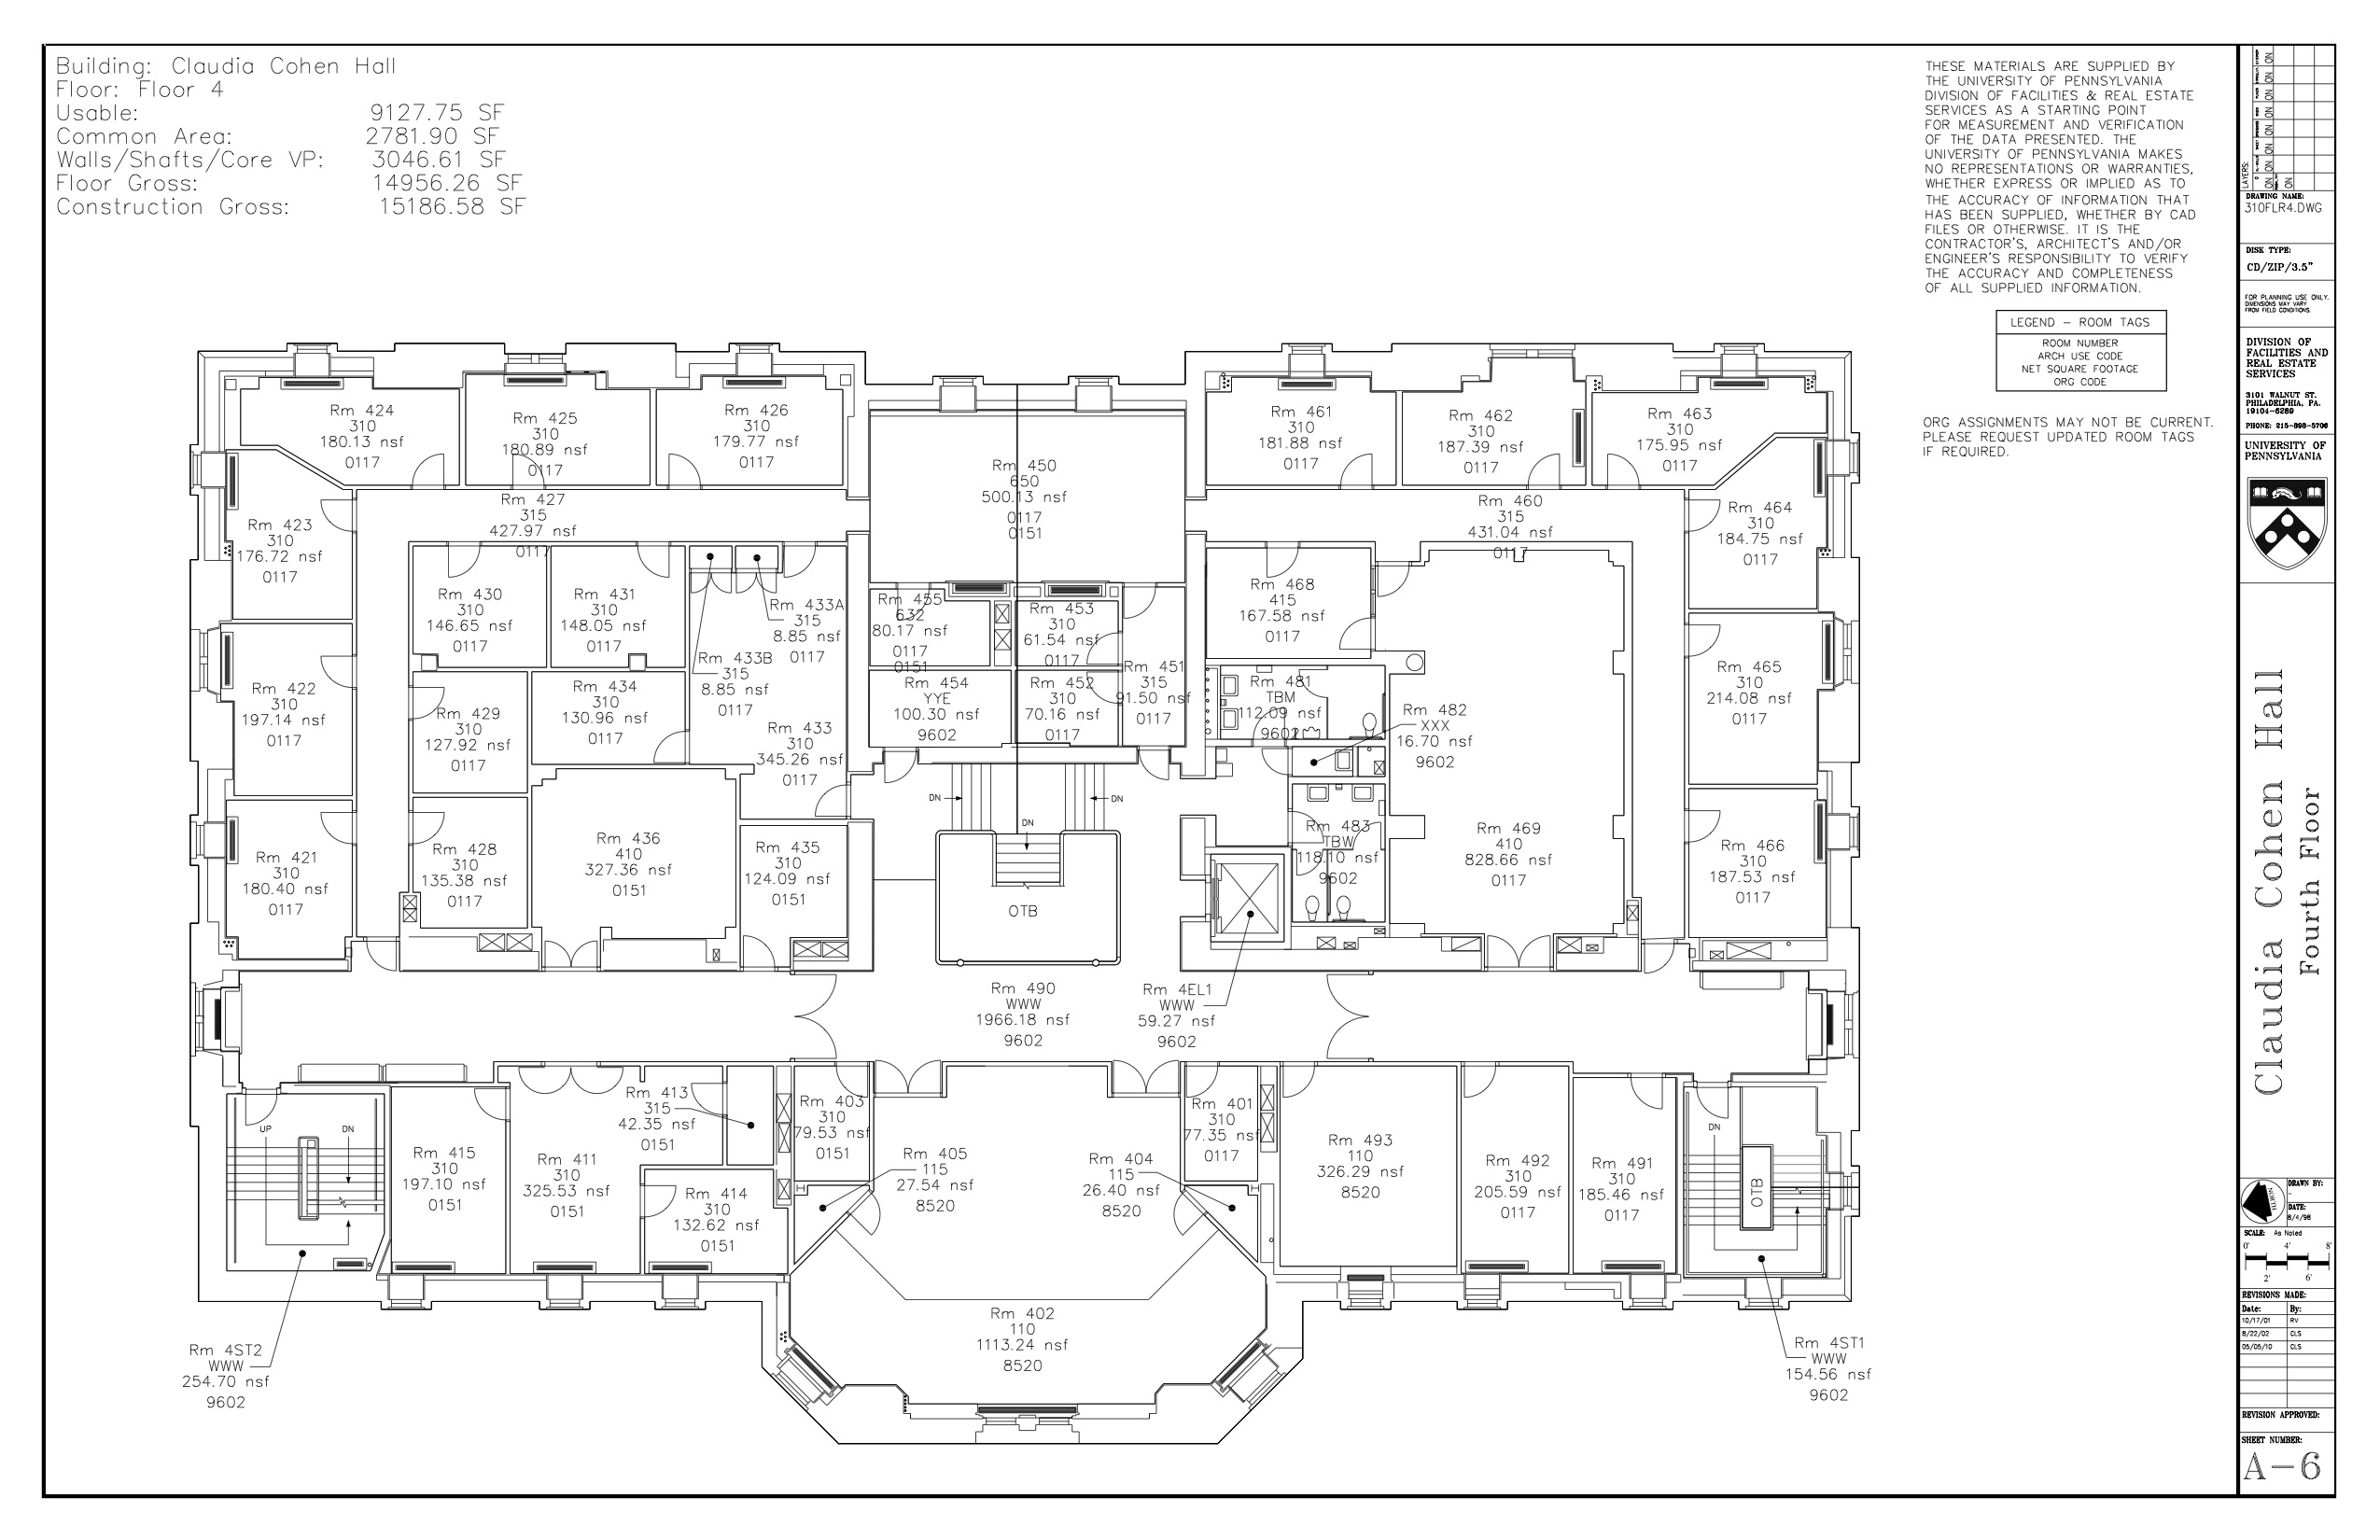 Building: Claudia Cohen Hall
Floor: Floor 4
Usable: 9127.75 SF
Common Area: 2781.90 SF
Walls/Shafts/Core VP: 3046.61 SF
Floor Gross: 14956.26 SF
Construction Gross: 15186.58 SF
THESE MATERIALS ARE SUPPLIED BY
THE UNIVERSITY OF PENNSYLVANIA
DIVISION OF FACILITIES & REAL ESTATE
SERVICES AS A STARTING POINT
FOR MEASUREMENT AND VERIFICATION
OF THE DATA PRESENTED. THE
UNIVERSITY OF PENNSYLVANIA MAKES
NO REPRESENTATIONS OR WARRANTIES,
WHETHER EXPRESS OR IMPLIED AS TO
THE ACCURACY OF INFORMATION THAT
HAS BEEN SUPPLIED, WHETHER BY CAD
FILES OR OTHERWISE. IT IS THE
CONTRACTOR'S, ARCHITECT'S AND/OR
ENGINEER'S RESPONSIBILITY TO VERIFY
THE ACCURACY AND COMPLETENESS
OF ALL SUPPLIED INFORMATION.
LEGEND - ROOM TAGS
ROOM NUMBER
ARCH USE CODE
NET SQUARE FOOTAGE
ORG CODE
ORG ASSIGNMENTS MAY NOT BE CURRENT.
PLEASE REQUEST UPDATED ROOM TAGS
IF REQUIRED.
Rm 424
310
180.13 nsf
0117
Rm 425
310
180.89 nsf
0117
Rm 426
310
179.77 nsf
0117
Rm 450
650
500.13 nsf
0117
0151
Rm 461
310
181.88 nsf
0117
Rm 462
310
187.39 nsf
0117
Rm 463
310
175.95 nsf
0117
Rm 423
310
176.72 nsf
0117
Rm 427
315
427.97 nsf
0117
Rm 460
315
431.04 nsf
0117
Rm 464
310
184.75 nsf
0117
Rm 430
310
146.65 nsf
0117
Rm 431
310
148.05 nsf
0117
Rm 433A
315
8.85 nsf
0117
Rm 433B
315
8.85 nsf
0117
Rm 455
632
80.17 nsf
0117
0151
Rm 453
310
61.54 nsf
0117
Rm 451
315
91.50 nsf
0117
Rm 468
415
167.58 nsf
0117
Rm 422
310
197.14 nsf
0117
Rm 429
310
127.92 nsf
0117
Rm 434
310
130.96 nsf
0117
Rm 433
310
345.26 nsf
0117
Rm 454
YYE
100.30 nsf
9602
Rm 452
310
70.16 nsf
0117
Rm 481
TBM
112.09 nsf
9602
Rm 482
XXX
16.70 nsf
9602
Rm 465
310
214.08 nsf
0117
DN
DN
DN
OTB
Rm 421
310
180.40 nsf
0117
Rm 428
310
135.38 nsf
0117
Rm 436
410
327.36 nsf
0151
Rm 435
310
124.09 nsf
0151
Rm 483
TBW
118.10 nsf
9602
Rm 469
410
828.66 nsf
0117
Rm 466
310
187.53 nsf
0117
Rm 490
WWW
1966.18 nsf
9602
Rm 4EL1
WWW
59.27 nsf
9602
UP
DN
Rm 415
310
197.10 nsf
0151
Rm 411
310
325.53 nsf
0151
Rm 413
315
42.35 nsf
0151
Rm 414
310
132.62 nsf
0151
Rm 403
310
79.53 nsf
0151
Rm 405
115
27.54 nsf
8520
Rm 404
115
26.40 nsf
8520
Rm 401
310
77.35 nsf
0117
Rm 493
110
326.29 nsf
8520
Rm 492
310
205.59 nsf
0117
Rm 491
310
185.46 nsf
0117
DN
OTB
Rm 402
110
1113.24 nsf
8520
Rm 4ST2
WWW
254.70 nsf
9602
Rm 4ST1
WWW
154.56 nsf
9602
LAYERS:
ON ON ON ON ON ON ON
ON
DRAWING NAME:
310FLR4.DWG
DISK TYPE:
CD/ZIP/3.5"
FOR PLANNING USE ONLY.
DIMENSIONS MAY VARY
FROM FIELD CONDITIONS.
DIVISION OF
FACILITIES AND
REAL ESTATE
SERVICES
3101 WALNUT ST.
PHILADELPHIA, PA.
19104-6289
PHONE: 215-898-5706
UNIVERSITY OF
PENNSYLVANIA
Claudia Cohen Hall
Fourth Floor
NORTH
DRAWN BY:
-
DATE:
8/4/98
SCALE: As Noted
0' 4' 8'
2' 6'
REVISIONS MADE:
Date: By:
10/17/01 RV
8/22/02 CLS
05/05/10 CLS
REVISION APPROVED:
SHEET NUMBER:
A-6